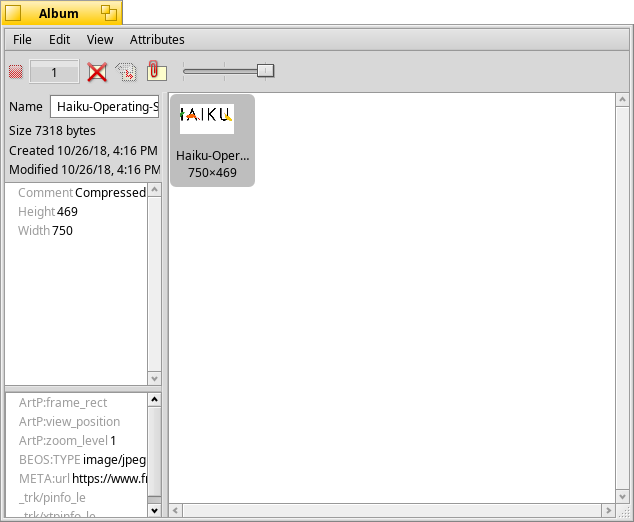 Album
File Edit View Attributes
1
Name Haiku-Operating-S
Size 7318 bytes
Created 10/26/18, 4:16 PM
Modified 10/26/18, 4:16 PM
Comment Compressed
Height 469
Width 750
ArtP:frame_rect
ArtP:view_position
ArtP:zoom_level 1
BEOS:TYPE image/jpeg
META:url https://www.fr
_trk/pinfo_le
_trk/xtpinfo_le
HAIKU
Haiku-Oper...
750×469